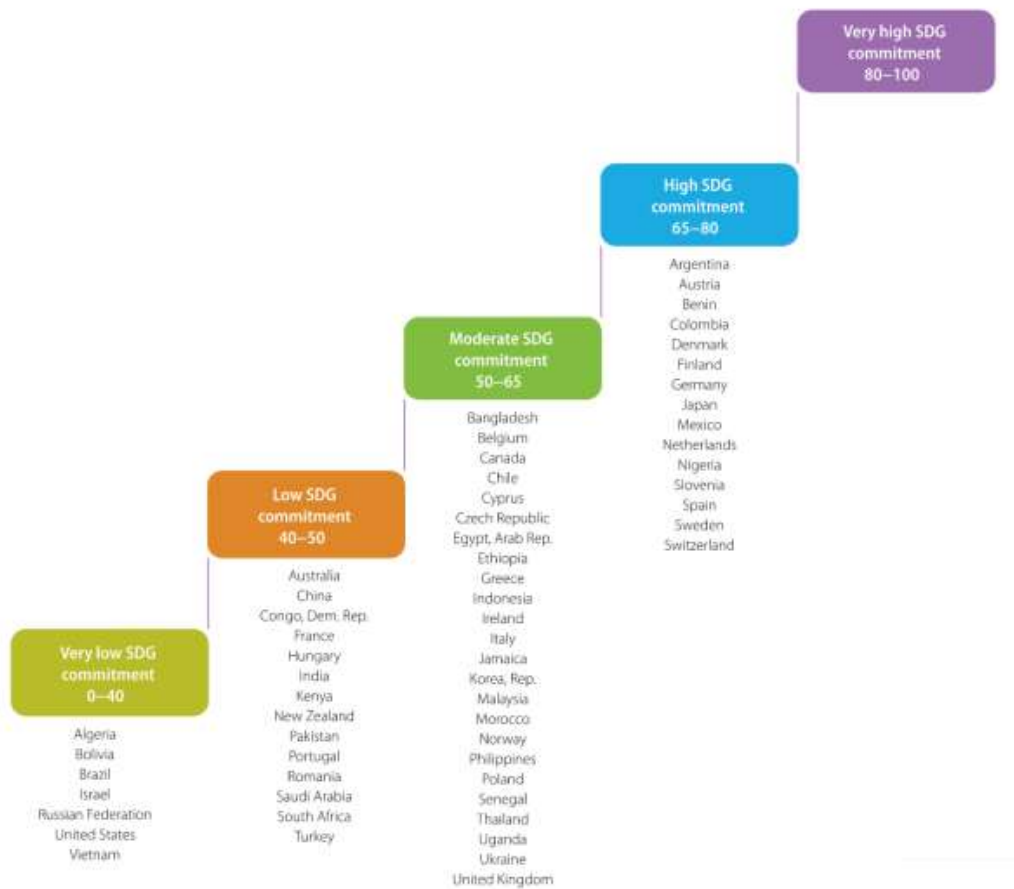 Very high SDG
commitment
80–100
High SDG
commitment
65–80
Argentina
Austria
Benin
Colombia
Denmark
Finland
Germany
Japan
Mexico
Netherlands
Nigeria
Slovenia
Spain
Sweden
Switzerland
Moderate SDG
commitment
50–65
Bangladesh
Belgium
Canada
Chile
Cyprus
Czech Republic
Egypt, Arab Rep.
Ethiopia
Greece
Indonesia
Ireland
Italy
Jamaica
Korea, Rep.
Malaysia
Morocco
Norway
Philippines
Poland
Senegal
Thailand
Uganda
Ukraine
United Kingdom
Low SDG
commitment
40–50
Australia
China
Congo, Dem. Rep.
France
Hungary
India
Kenya
New Zealand
Pakistan
Portugal
Romania
Saudi Arabia
South Africa
Turkey
Very low SDG
commitment
0–40
Algeria
Bolivia
Brazil
Israel
Russian Federation
United States
Vietnam